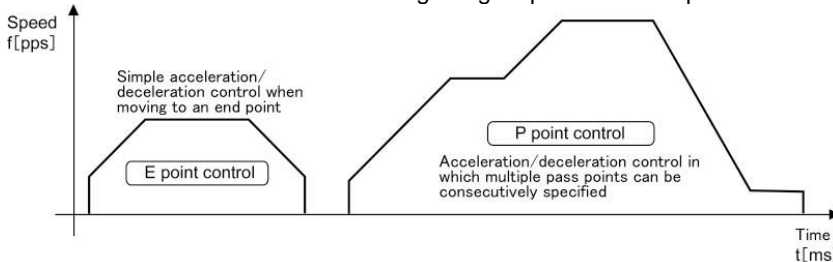 Speed
f[pps]
Simple acceleration/
deceleration control when
moving to an end point
E point control
P point control
Acceleration/deceleration control in
which multiple pass points can be
consecutively specified
Time
t[ms]